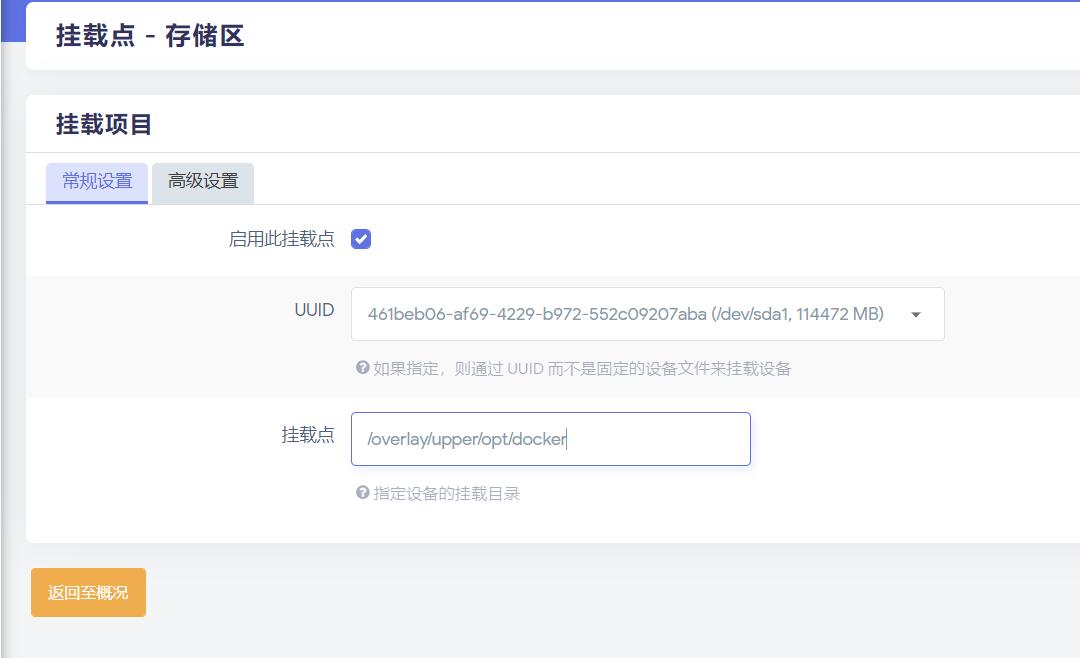 挂载点 - 存储区
挂载项目
常规设置 高级设置
启用此挂载点
UUID 461beb06-af69-4229-b972-552c09207aba (/dev/sda1, 114472 MB)
如果指定，则通过 UUID 而不是固定的设备文件来挂载设备
挂载点 /overlay/upper/opt/docker
指定设备的挂载目录
返回至概况